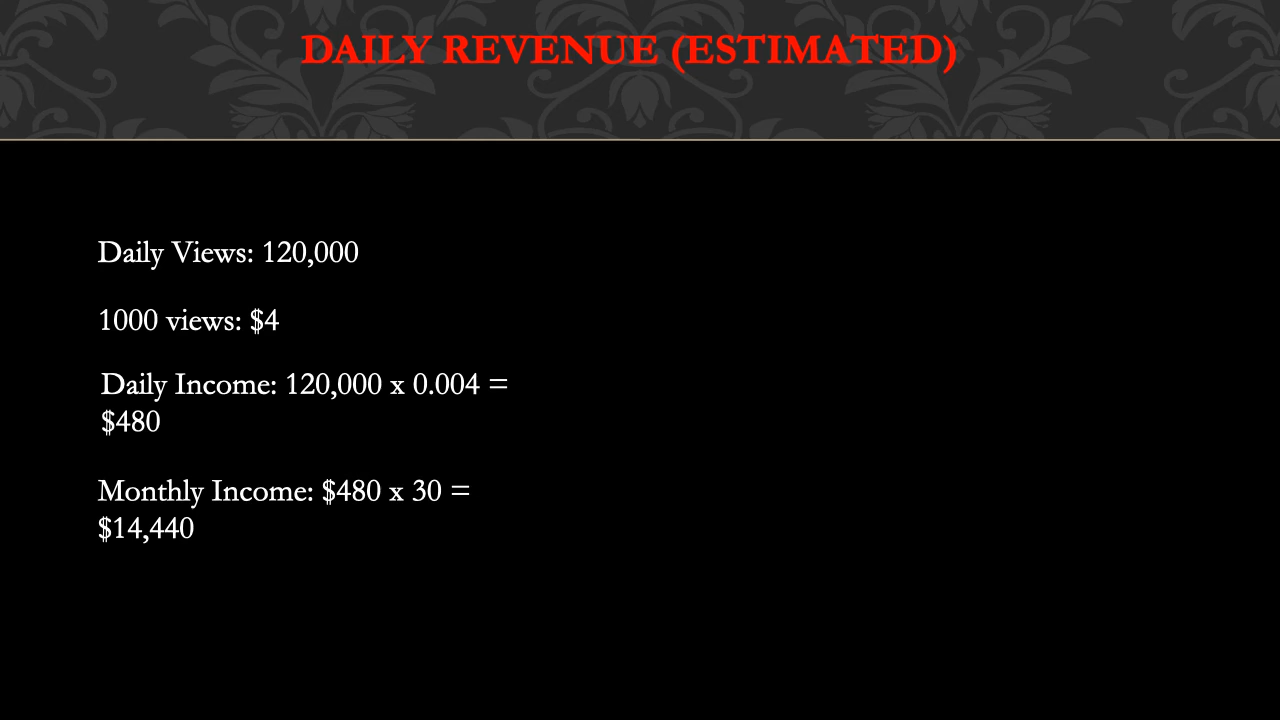 DAILY REVENUE (ESTIMATED)
Daily Views: 120,000
1000 views: $4
Daily Income: 120,000 x 0.004 =
$480
Monthly Income: $480 x 30 =
$14,440